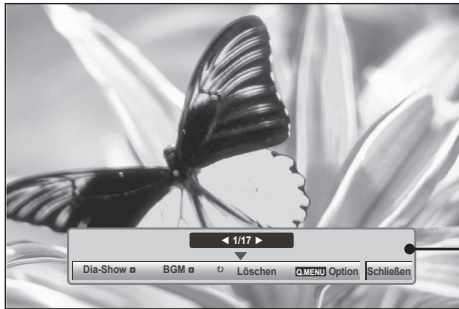 ◀ 1/17 ▶
Dia-Show BGM ↻ Löschen Q.MENU Option Schließen